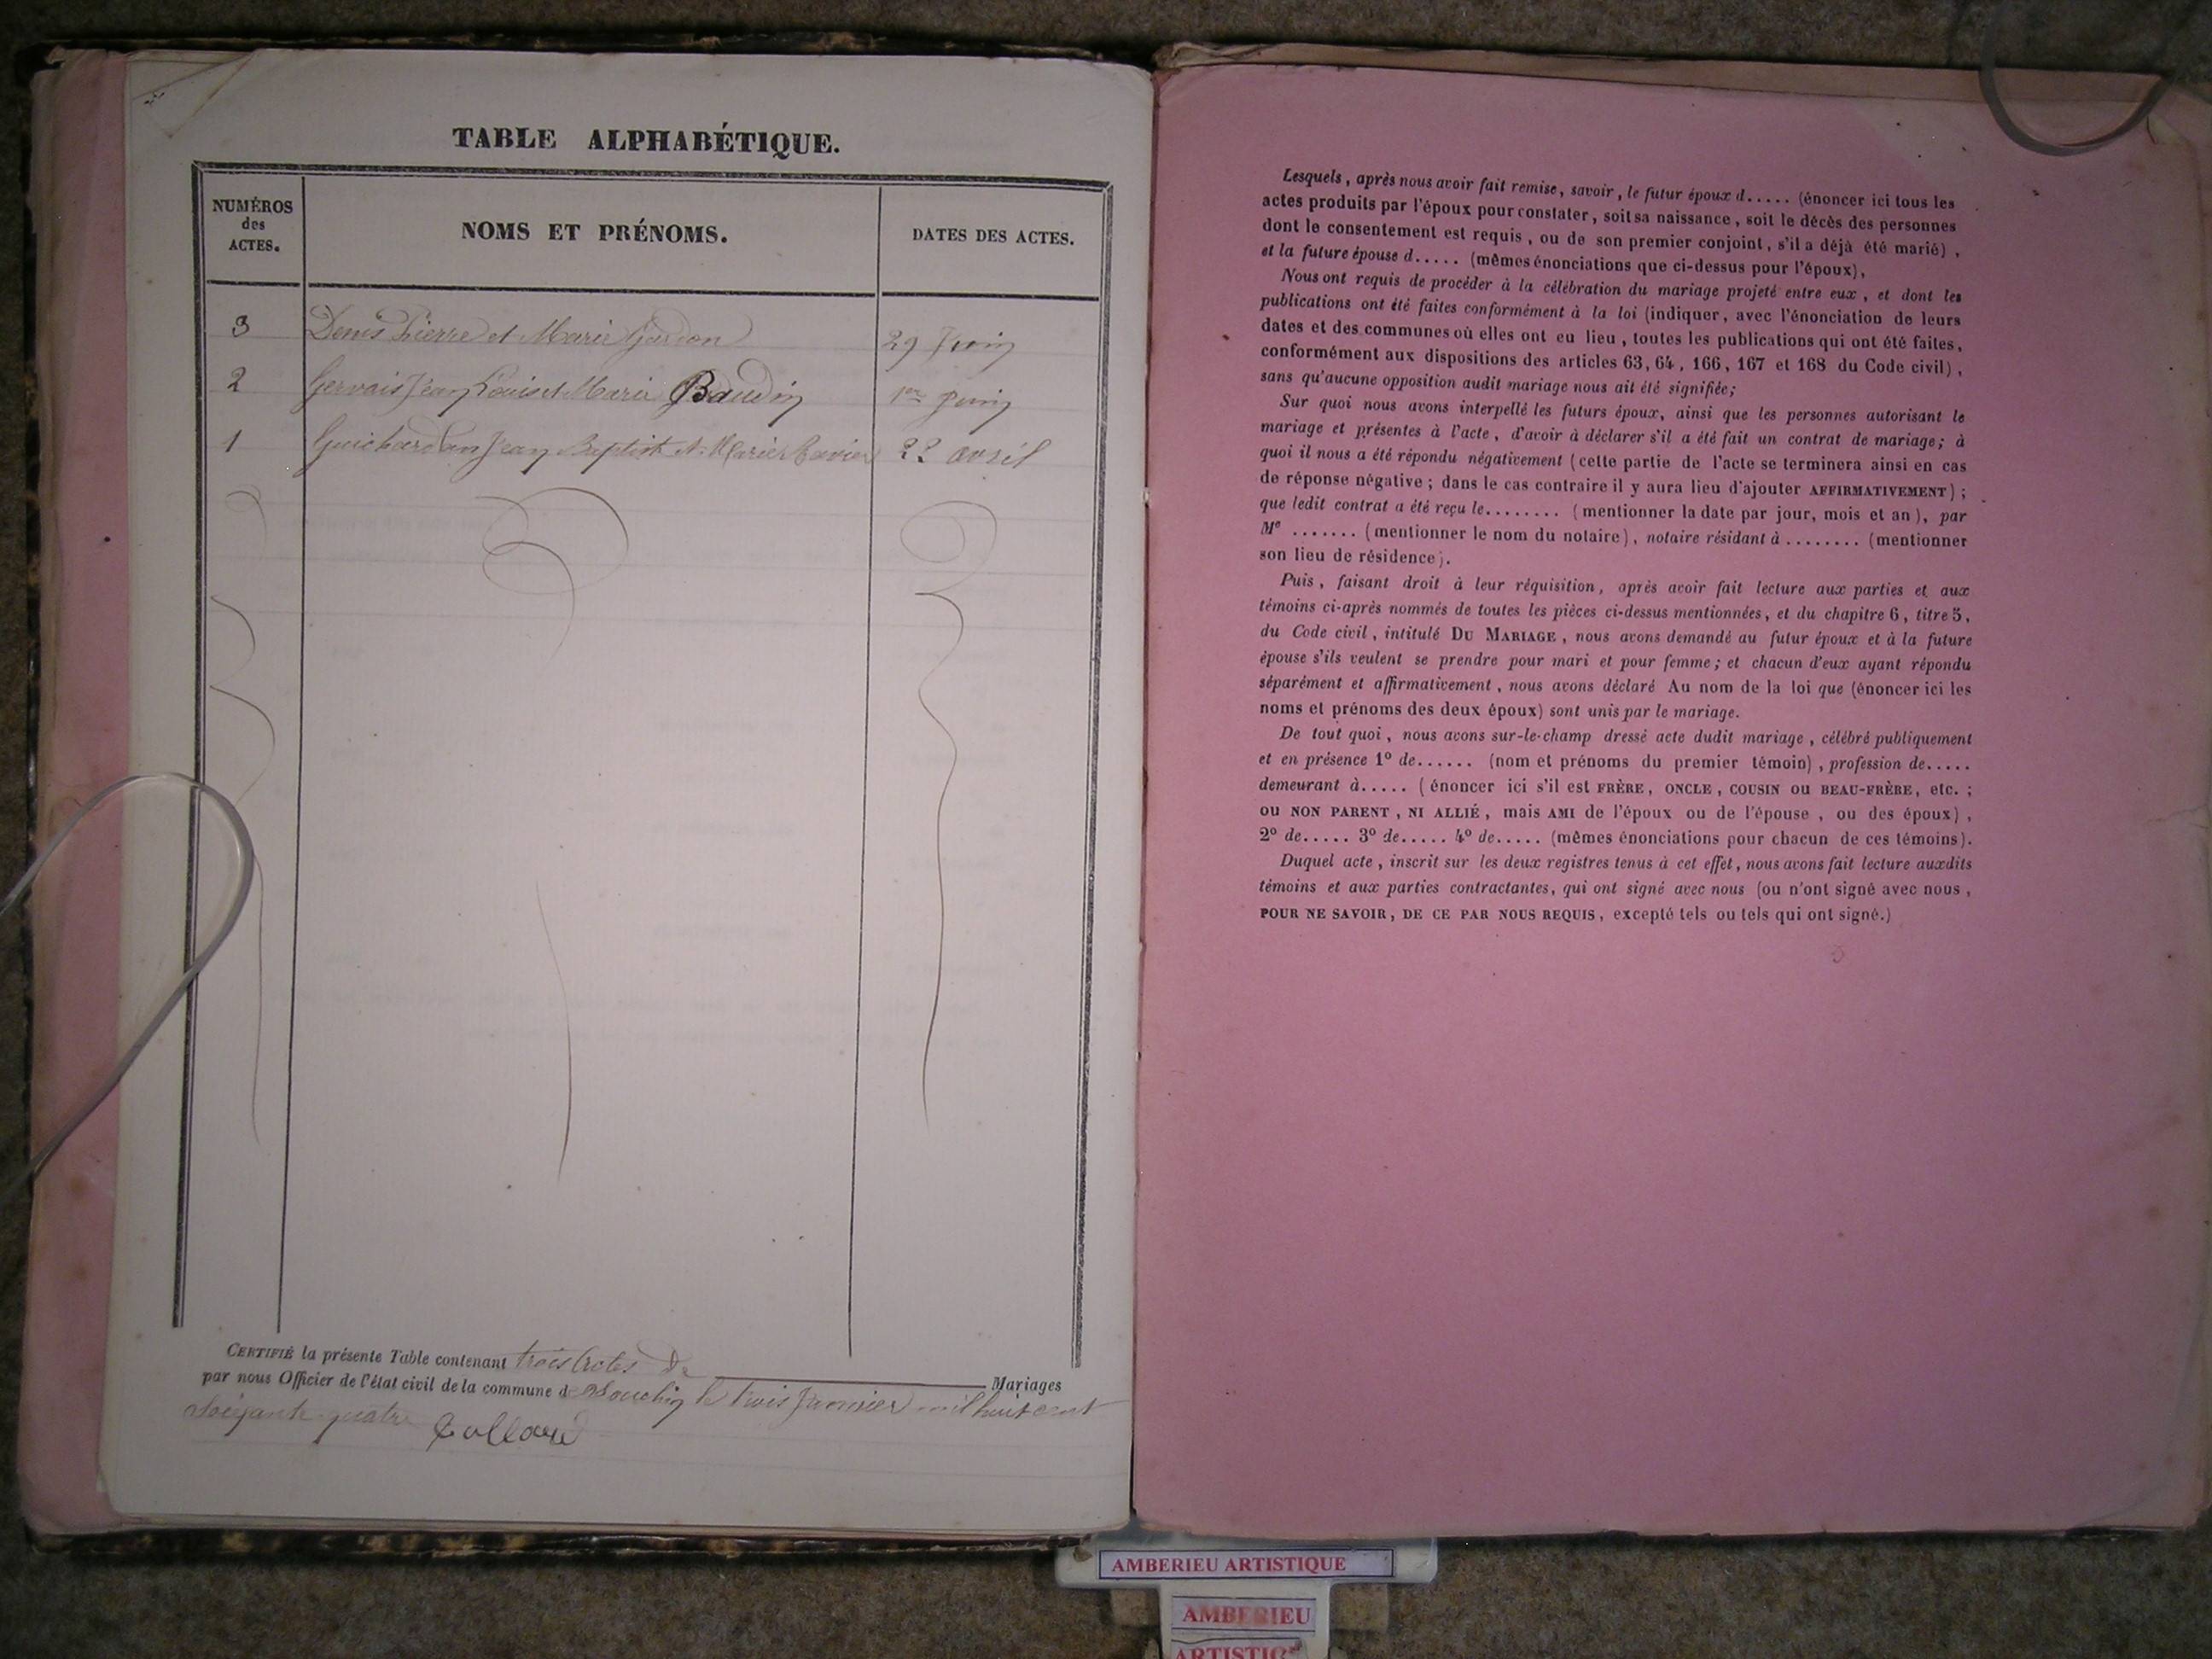 TABLE ALPHABÉTIQUE.
NUMÉROS
des
ACTES.
NOMS ET PRÉNOMS.
DATES DES ACTES.
3 Denis Pierre et Marie 29 Juin
2 Gervais Jean Louis et Marie Baudin 1er Juin
1 Jean Baptiste et Marie 22 avril
CERTIFIÉ la présente Table contenant trois Actes De Mariages
par nous Officier de l'état civil de la commune d le trois Janvier mil huit cent
soixante quatre
Lesquels, après nous avoir fait remise, savoir, le futur époux d..... (énoncer ici tous les
actes produits par l'époux pour constater, soit sa naissance, soit le décès des personnes
dont le consentement est requis, ou de son premier conjoint, s'il a déjà été marié),
et la future épouse d..... (mêmes énonciations que ci-dessus pour l'époux),
Nous ont requis de procéder à la célébration du mariage projeté entre eux, et dont les
publications ont été faites conformément à la loi (indiquer, avec l'énonciation de leurs
dates et des communes où elles ont eu lieu, toutes les publications qui ont été faites,
conformément aux dispositions des articles 63, 64, 166, 167 et 168 du Code civil),
sans qu'aucune opposition audit mariage nous ait été signifiée;
Sur quoi nous avons interpellé les futurs époux, ainsi que les personnes autorisant le
mariage et présentes à l'acte, d'avoir à déclarer s'il a été fait un contrat de mariage; à
quoi il nous a été répondu négativement (cette partie de l'acte se terminera ainsi en cas
de réponse négative; dans le cas contraire il y aura lieu d'ajouter AFFIRMATIVEMENT);
que ledit contrat a été reçu le........ (mentionner la date par jour, mois et an), par
Me ....... (mentionner le nom du notaire), notaire résidant à ........ (mentionner
son lieu de résidence).
Puis, faisant droit à leur réquisition, après avoir fait lecture aux parties et aux
témoins ci-après nommés de toutes les pièces ci-dessus mentionnées, et du chapitre 6, titre 5,
du Code civil, intitulé DU MARIAGE, nous avons demandé au futur époux et à la future
épouse s'ils veulent se prendre pour mari et pour femme; et chacun d'eux ayant répondu
séparément et affirmativement, nous avons déclaré Au nom de la loi que (énoncer ici les
noms et prénoms des deux époux) sont unis par le mariage.
De tout quoi, nous avons sur-le-champ dressé acte dudit mariage, célébré publiquement
et en présence 1º de...... (nom et prénoms du premier témoin), profession de.....
demeurant à..... (énoncer ici s'il est FRÈRE, ONCLE, COUSIN ou BEAU-FRÈRE, etc.;
ou NON PARENT, NI ALLIÉ, mais AMI de l'époux ou de l'épouse, ou des époux),
2º de..... 3º de..... 4º de..... (mêmes énonciations pour chacun de ces témoins).
Duquel acte, inscrit sur les deux registres tenus à cet effet, nous avons fait lecture auxdits
témoins et aux parties contractantes, qui ont signé avec nous (ou n'ont signé avec nous,
POUR NE SAVOIR, DE CE PAR NOUS REQUIS, excepté tels ou tels qui ont signé.)
AMBERIEU ARTISTIQUE
AMBERIEU